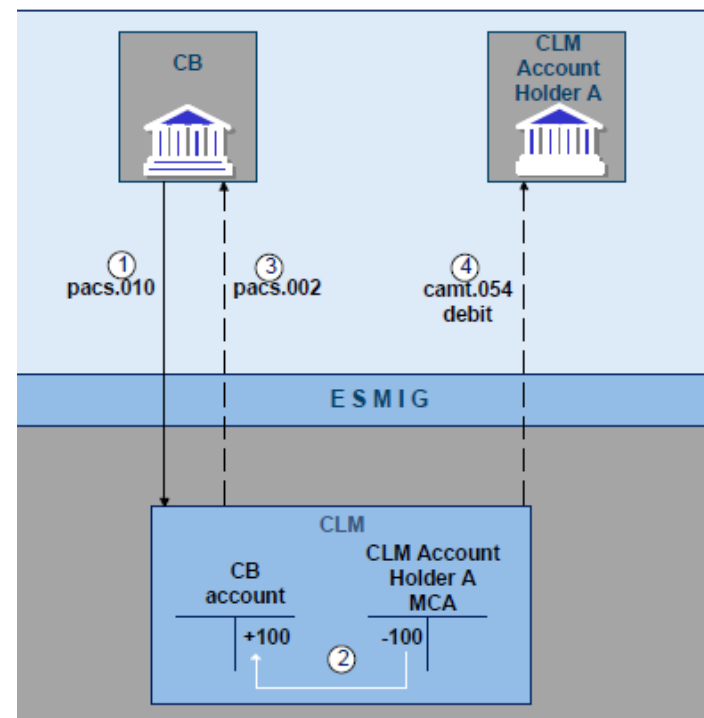 CB
CLM
Account
Holder A
1
pacs.010
3
pacs.002
4
camt.054
debit
ESMIG
CLM
CB
account
CLM Account
Holder A
MCA
+100
-100
2